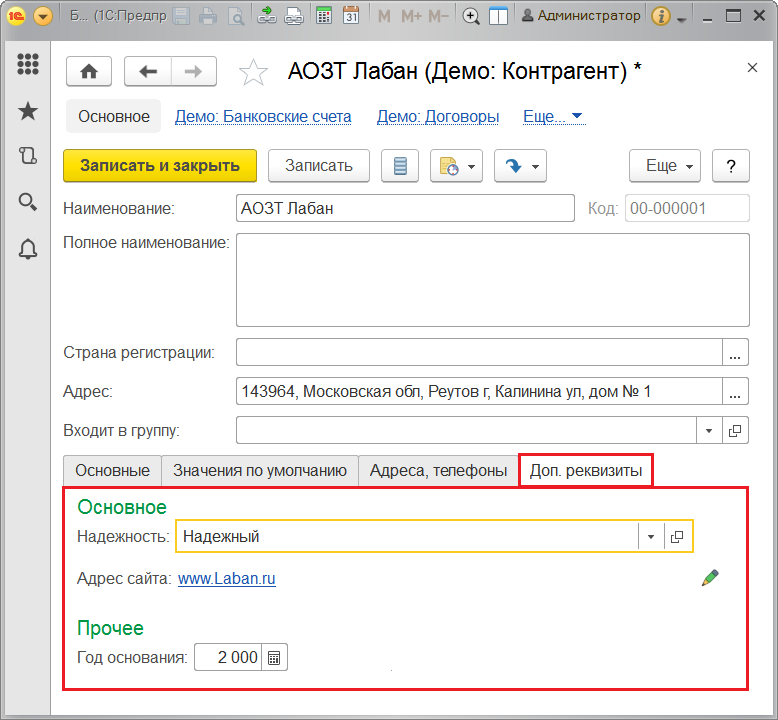 1С Б... (1С:Предпр 31 M M+ M− Администратор i
АОЗТ Лабан (Демо: Контрагент) *
Основное Демо: Банковские счета Демо: Договоры Еще...
Записать и закрыть Записать Еще ?
Наименование: АОЗТ Лабан Код: 00-000001
Полное наименование:
Страна регистрации: ...
Адрес: 143964, Московская обл, Реутов г, Калинина ул, дом № 1 ...
Входит в группу:
Основные Значения по умолчанию Адреса, телефоны Доп. реквизиты
Основное
Надежность: Надежный
Адрес сайта: www.Laban.ru
Прочее
Год основания: 2 000